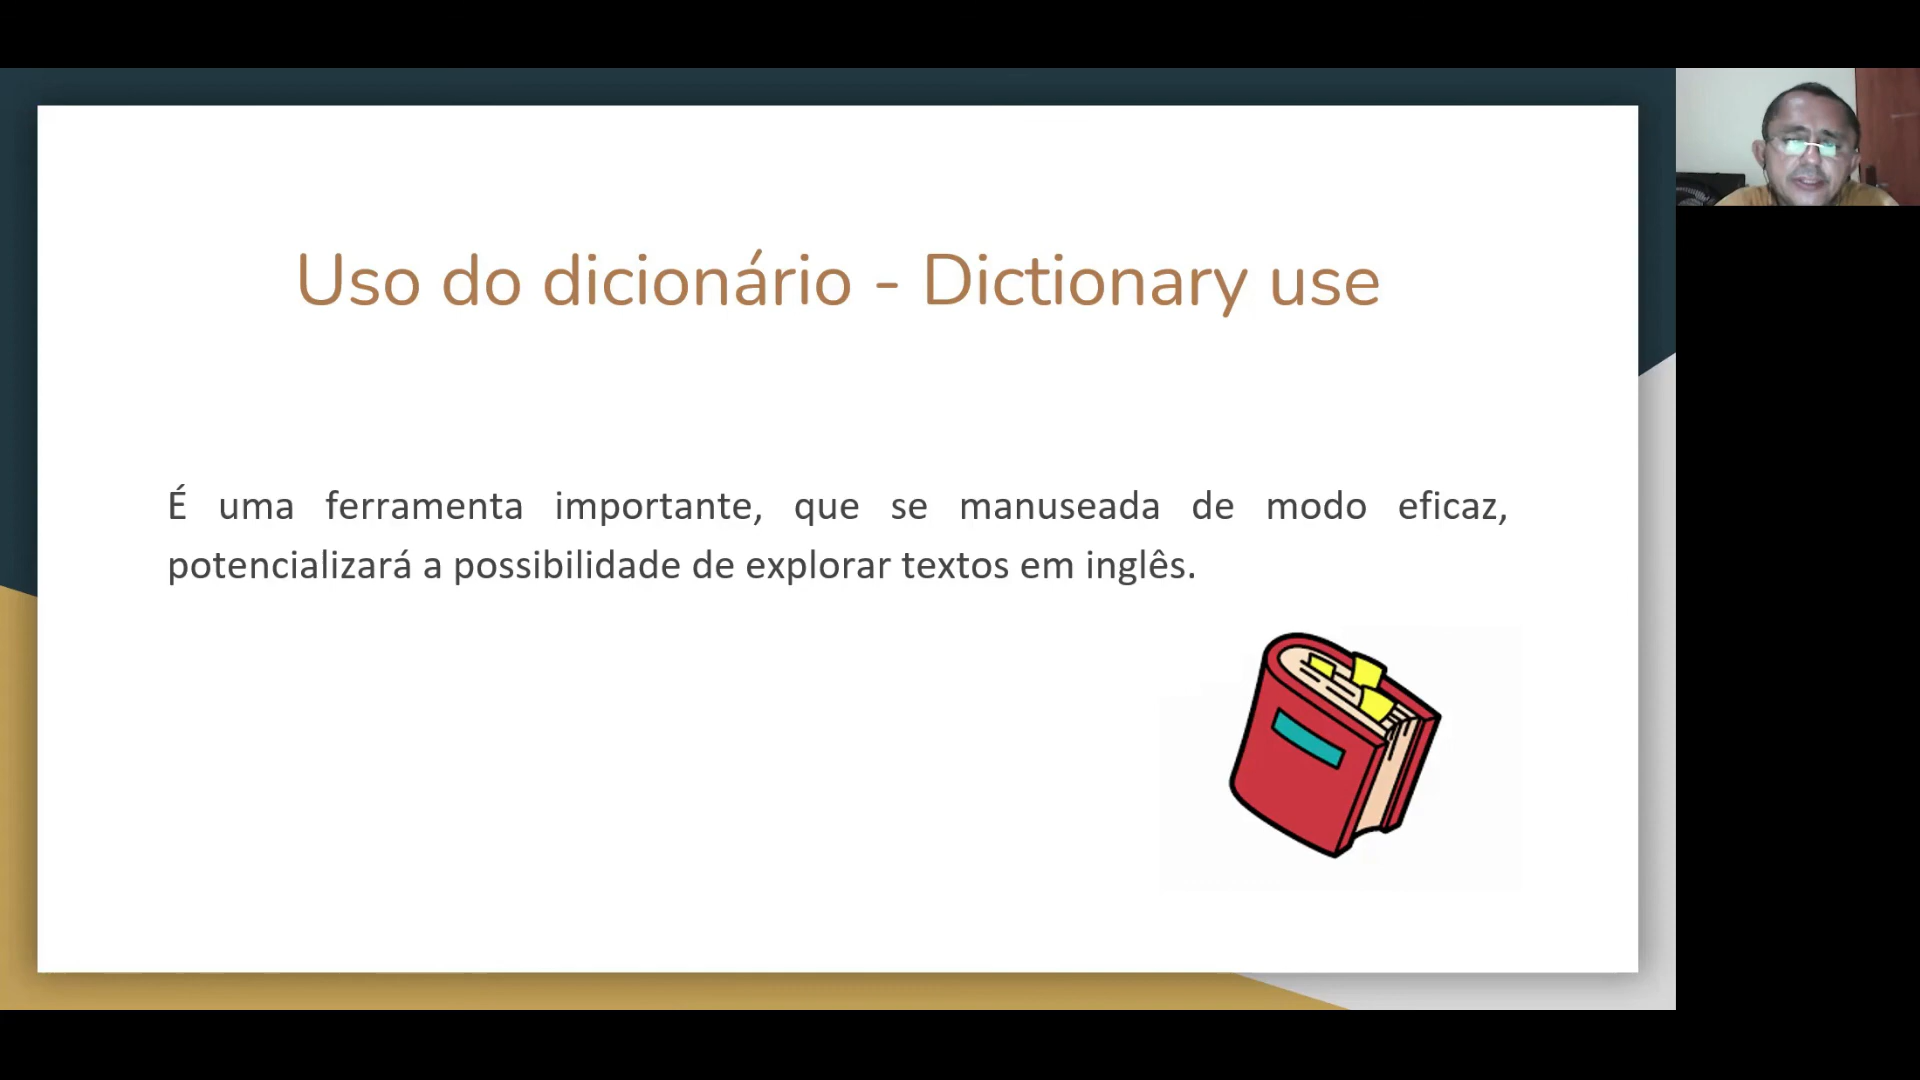 Uso do dicionário - Dictionary use
É uma ferramenta importante, que se manuseada de modo eficaz,
potencializará a possibilidade de explorar textos em inglês.